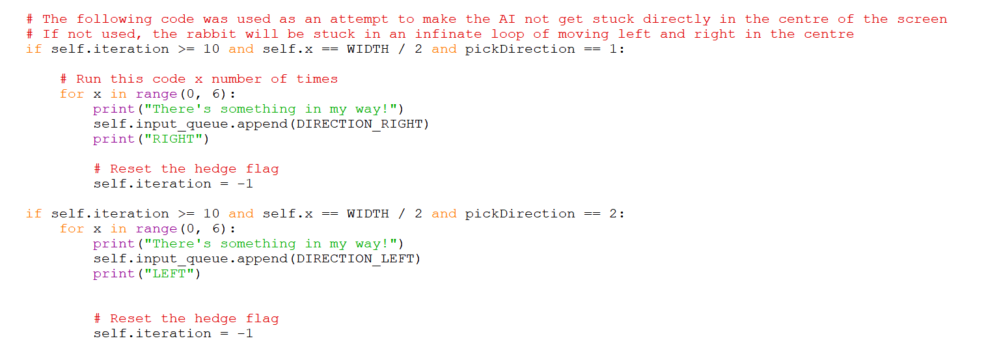 # The following code was used as an attempt to make the AI not get stuck directly in the centre of the screen
# If not used, the rabbit will be stuck in an infinate loop of moving left and right in the centre
if self.iteration >= 10 and self.x == WIDTH / 2 and pickDirection == 1:
# Run this code x number of times
for x in range(0, 6):
print("There's something in my way!")
self.input_queue.append(DIRECTION_RIGHT)
print("RIGHT")
# Reset the hedge flag
self.iteration = -1
if self.iteration >= 10 and self.x == WIDTH / 2 and pickDirection == 2:
for x in range(0, 6):
print("There's something in my way!")
self.input_queue.append(DIRECTION_LEFT)
print("LEFT")
# Reset the hedge flag
self.iteration = -1